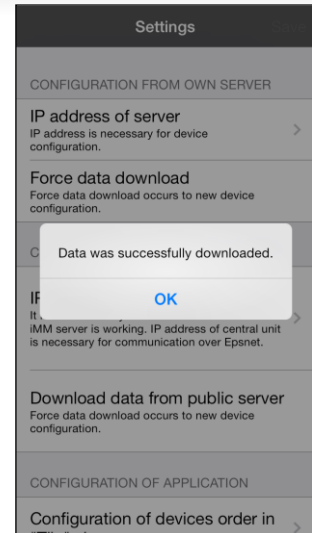 Settings
Save
CONFIGURATION FROM OWN SERVER
IP address of server
IP address is necessary for device
configuration.
Force data download
Force data download occurs to new device
configuration.
C
Data was successfully downloaded.
OK
IF
It
iMM server is working. IP address of central unit
is necessary for communication over Epsnet.
Download data from public server
Force data download occurs to new device
configuration.
CONFIGURATION OF APPLICATION
Configuration of devices order in